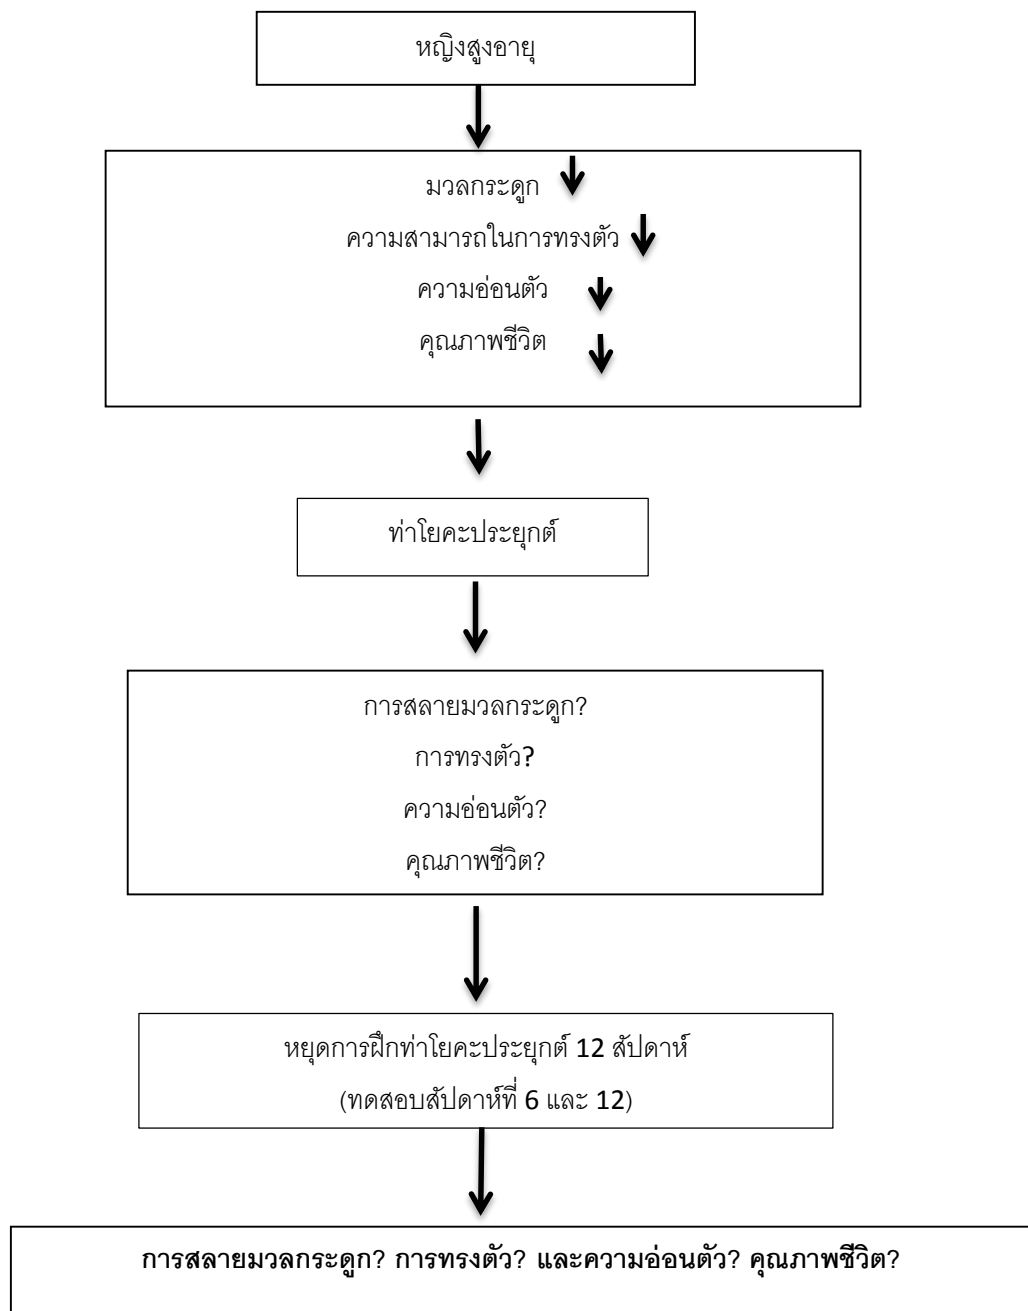 หญิงสูงอายุ
มวลกระดูก
ความสามารถในการทรงตัว
ความอ่อนตัว
คุณภาพชีวิต
ท่าโยคะประยุกต์
การสลายมวลกระดูก?
การทรงตัว?
ความอ่อนตัว?
คุณภาพชีวิต?
หยุดการฝึกท่าโยคะประยุกต์ 12 สัปดาห์
(ทดสอบสัปดาห์ที่ 6 และ 12)
การสลายมวลกระดูก? การทรงตัว? และความอ่อนตัว? คุณภาพชีวิต?